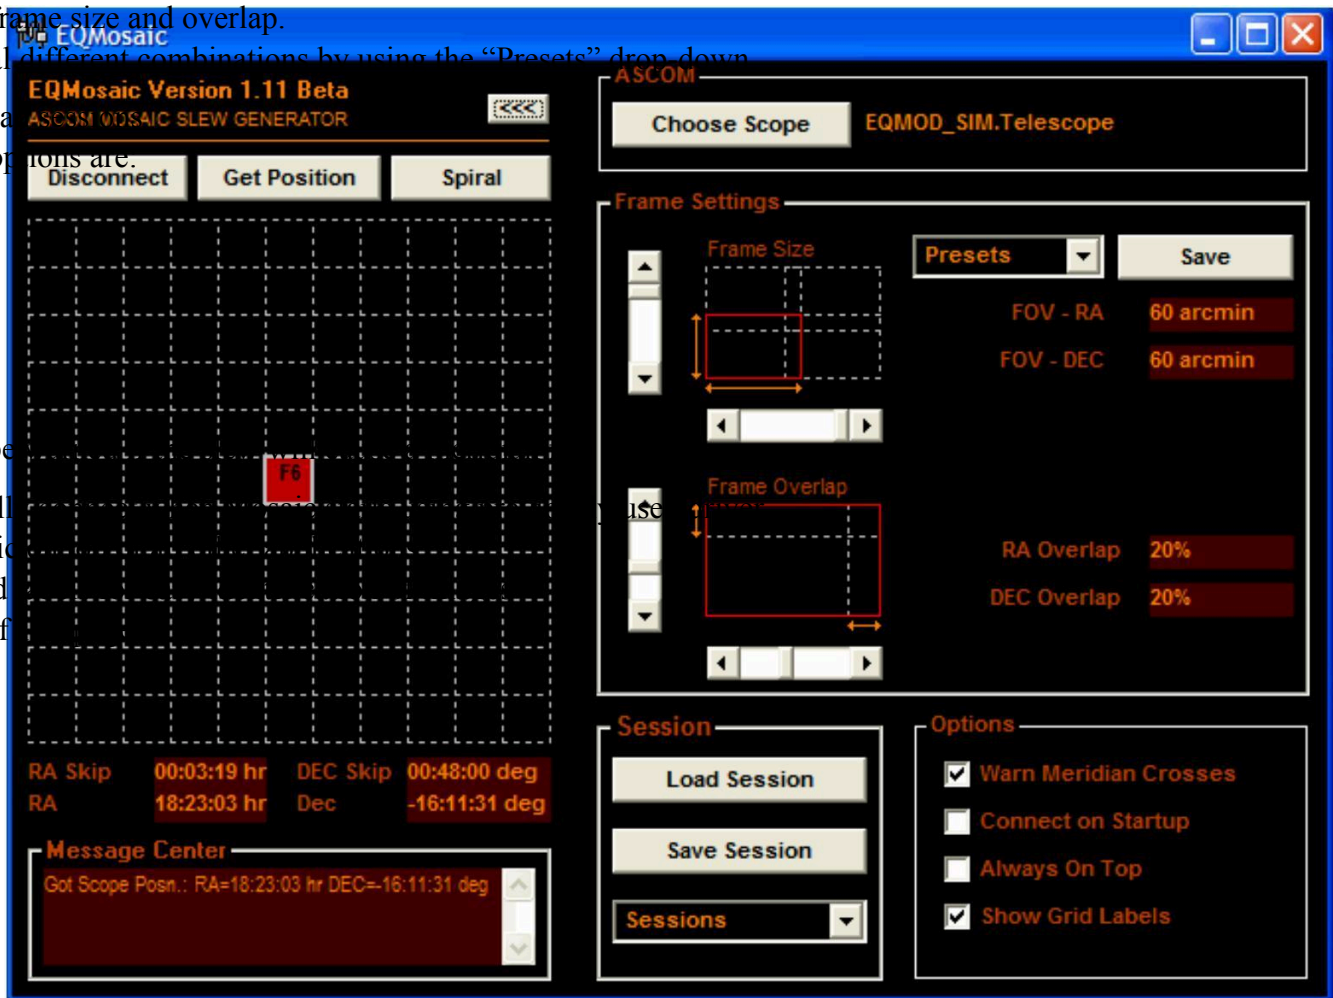 frame size and overlap.
EQMosaic
different combinations by using the “Presets” drop-down
EQMosaic Version 1.11 Beta
ASCOM MOSAIC SLEW GENERATOR
<<<
options are:
Disconnect
Get Position
Spiral
F6
RA Skip
00:03:19 hr
DEC Skip
00:48:00 deg
RA
18:23:03 hr
Dec
-16:11:31 deg
Message Center
Got Scope Posn.: RA=18:23:03 hr DEC=-16:11:31 deg
ASCOM
Choose Scope
EQMOD_SIM.Telescope
Frame Settings
Frame Size
Presets
Save
FOV - RA
60 arcmin
FOV - DEC
60 arcmin
Frame Overlap
RA Overlap
20%
DEC Overlap
20%
Session
Load Session
Save Session
Sessions
Options
Warn Meridian Crosses
Connect on Startup
Always On Top
Show Grid Labels